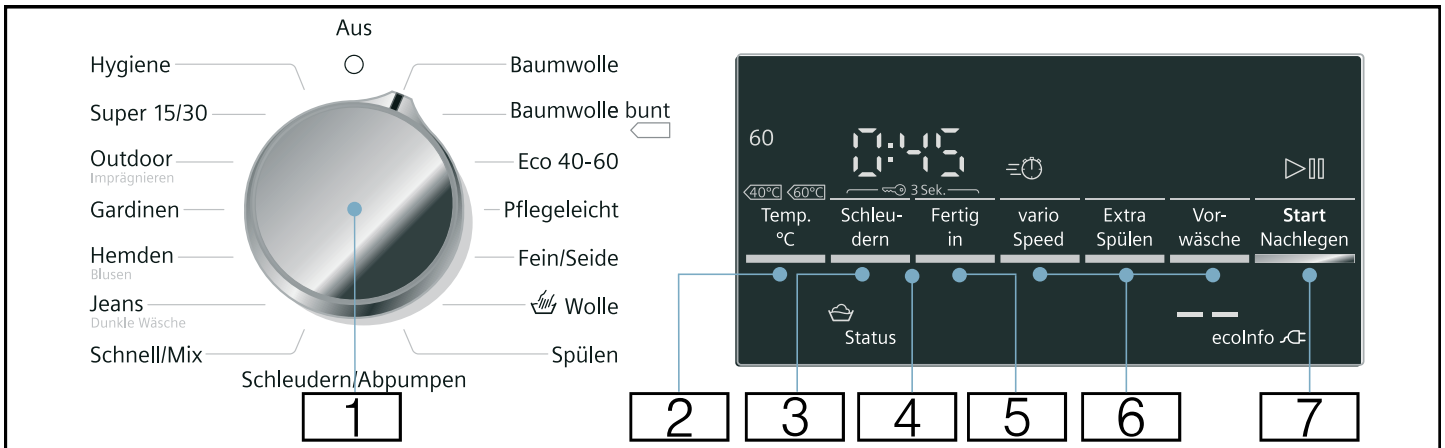 Aus
Hygiene
Super 15/30
Outdoor
Imprägnieren
Gardinen
Hemden
Blusen
Jeans
Dunkle Wäsche
Schnell/Mix
Schleudern/Abpumpen
Baumwolle
Baumwolle bunt
Eco 40-60
Pflegeleicht
Fein/Seide
Wolle
Spülen
60
0:45
40°C 60°C
3 Sek.
Temp.
°C
Schleu-
dern
Fertig
in
vario
Speed
Extra
Spülen
Vor-
wäsche
Start
Nachlegen
Status
ecoInfo
1 2 3 4 5 6 7